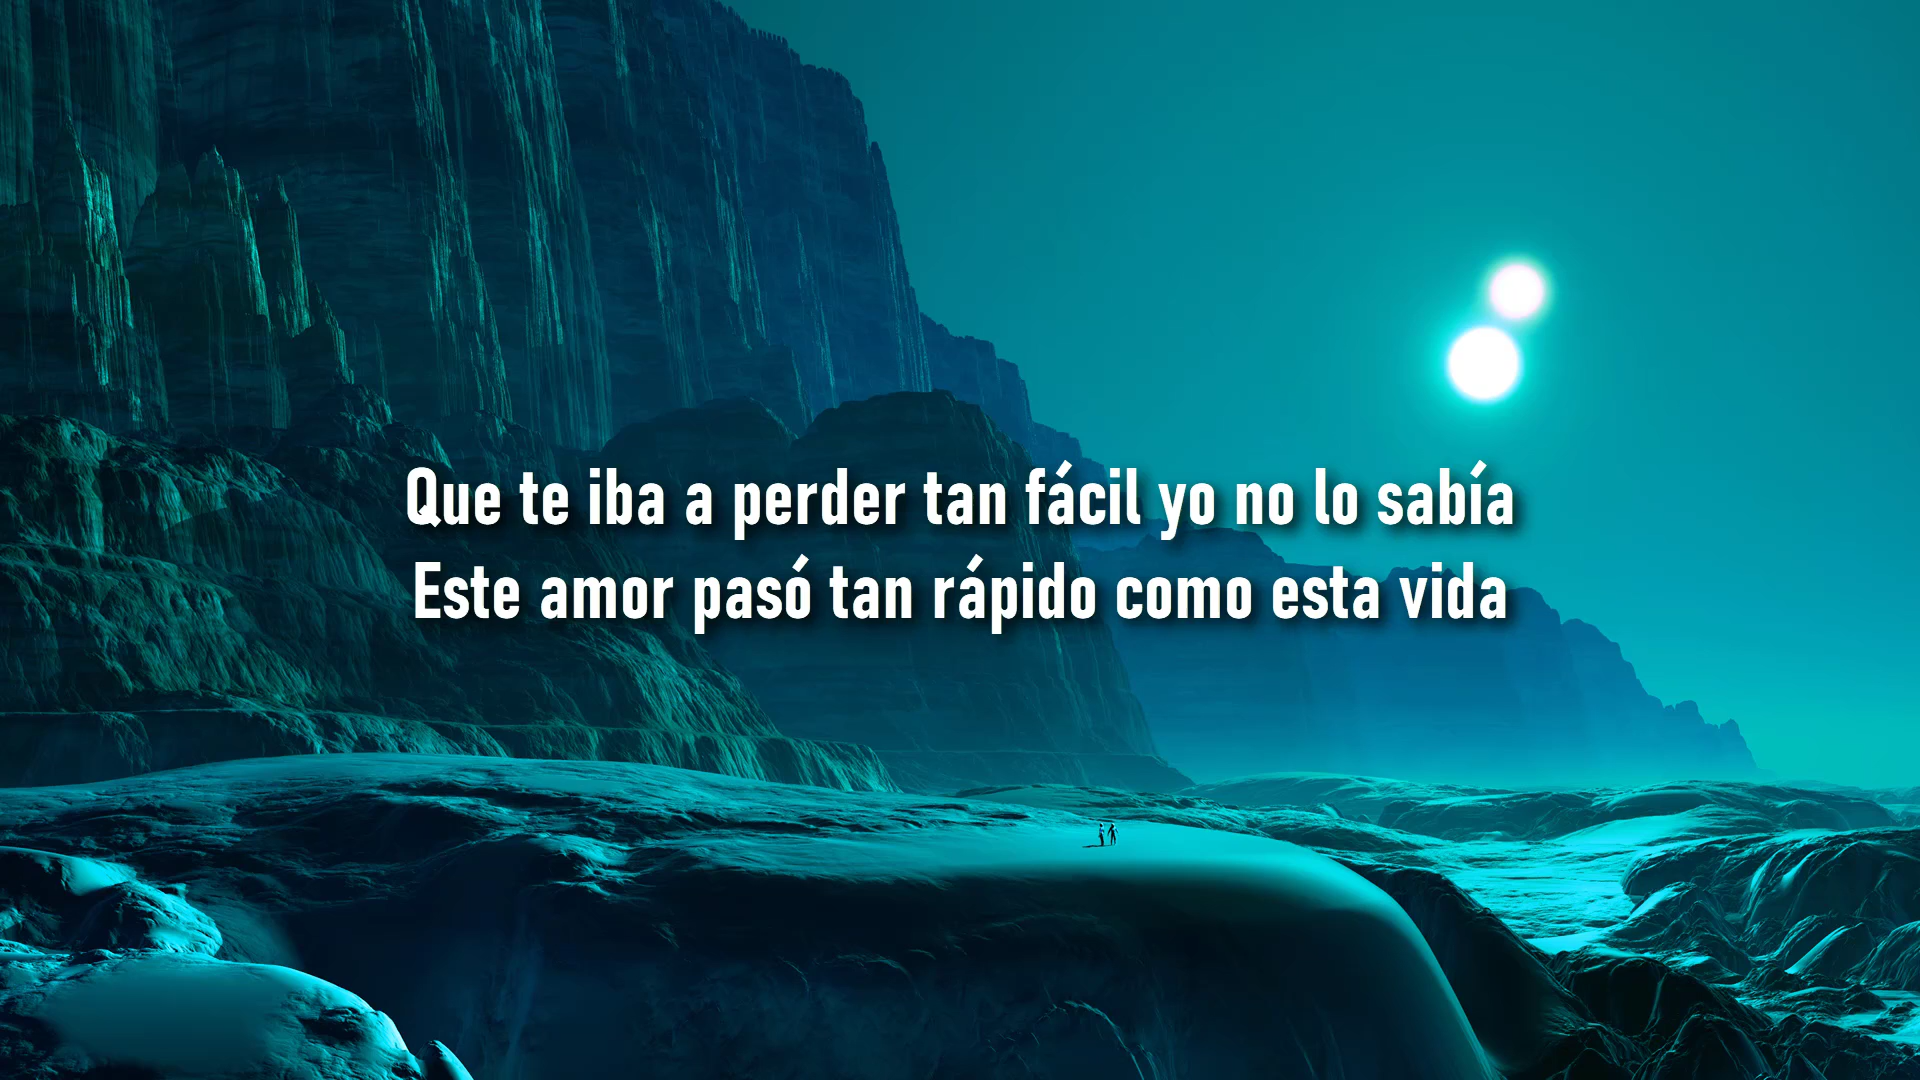 Que te iba a perder tan fácil yo no lo sabía
Este amor pasó tan rápido como esta vida